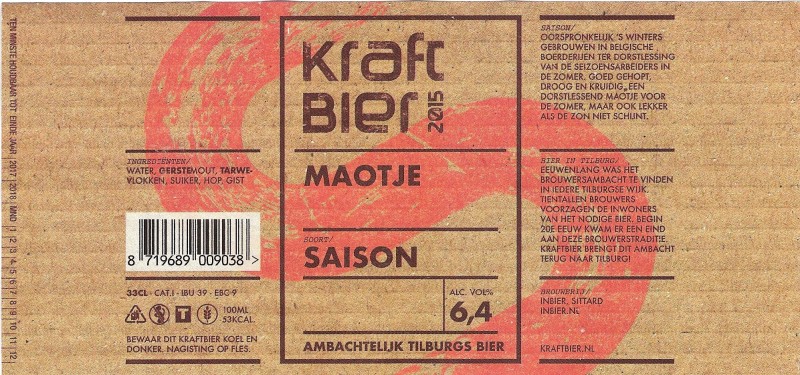 TEN MINSTE HOUDBAAR TOT EINDE JAAR | 2017 | 2018 | MND | 1 | 2 | 3 | 4 | 5 | 6 | 7 | 8 | 9 | 10 | 11 | 12 |
INGREDIENTEN/
WATER, GERSTEMOUT, TARWE-
VLOKKEN, SUIKER, HOP, GIST
8 719689 009038 >
33CL · CAT.I · IBU 39 · EBC 9
T
100ML
53KCAL.
BEWAAR DIT KRAFTBIER KOEL EN
DONKER. NAGISTING OP FLES.
Kraft
BIer
2015
MAOTJE
SOORT/
SAISON
ALC. VOL%
6,4
AMBACHTELIJK TILBURGS BIER
SAISON/
OORSPRONKELIJK 'S WINTERS
GEBROUWEN IN BELGISCHE
BOERDERIJEN TER DORSTLESSING
VAN DE SEIZOENSARBEIDERS IN
DE ZOMER. GOED GEHOPT,
DROOG EN KRUIDIG, EEN
DORSTLESSEND MAOTJE VOOR
DE ZOMER, MAAR OOK LEKKER
ALS DE ZON NIET SCHIJNT.
BIER IN TILBURG/
EEUWENLANG WAS HET
BROUWERSAMBACHT TE VINDEN
IN IEDERE TILBURGSE WIJK.
TIENTALLEN BROUWERS
VOORZAGEN DE INWONERS
VAN HET NODIGE BIER. BEGIN
20E EEUW KWAM ER EEN EIND
AAN DEZE BROUWERSTRADITIE.
KRAFTBIER BRENGT DIT AMBACHT
TERUG NAAR TILBURG!
BROUWERIJ/
INBIER, SITTARD
INBIER.NL
KRAFTBIER.NL